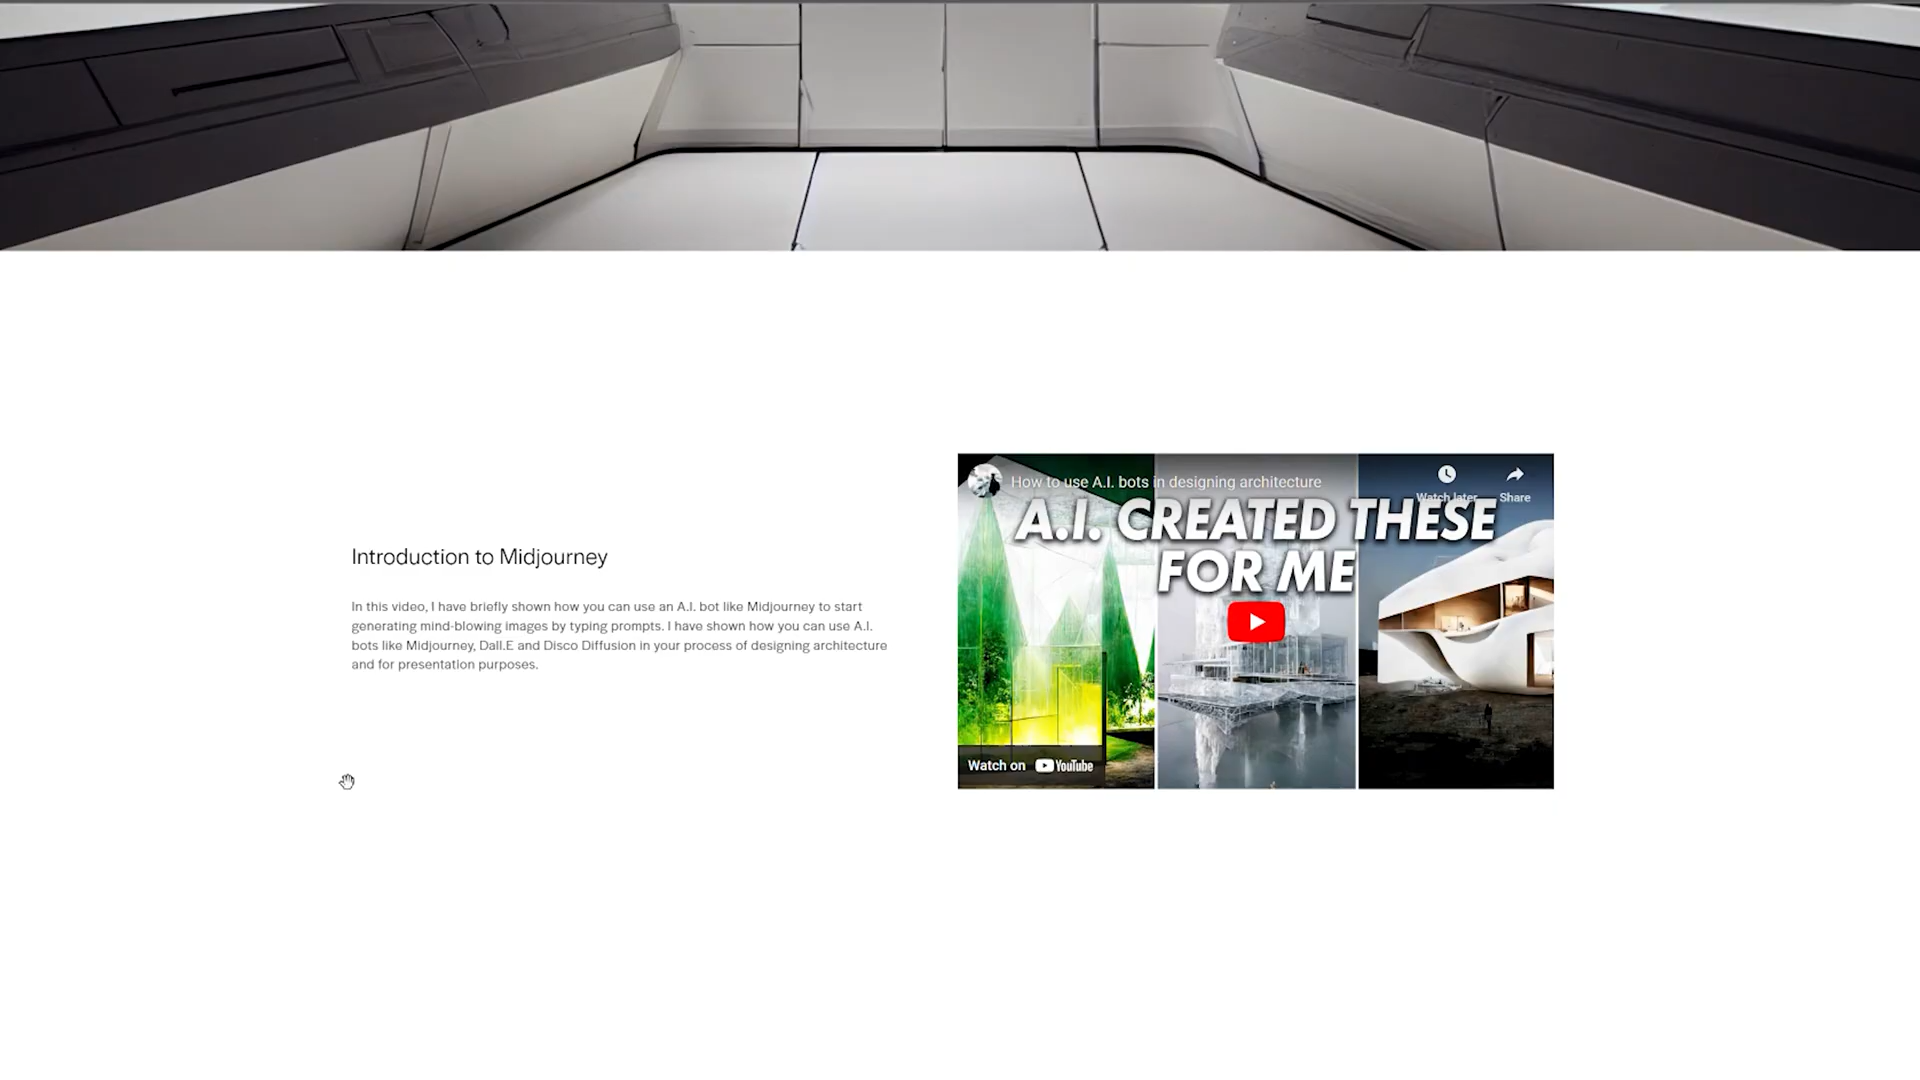 Introduction to Midjourney
In this video, I have briefly shown how you can use an A.I. bot like Midjourney to start
generating mind-blowing images by typing prompts. I have shown how you can use A.I.
bots like Midjourney, Dall.E and Disco Diffusion in your process of designing architecture
and for presentation purposes.
How to use A.I. bots in designing architecture
Watch later
Share
A.I. CREATED THESE
FOR ME
Watch on YouTube